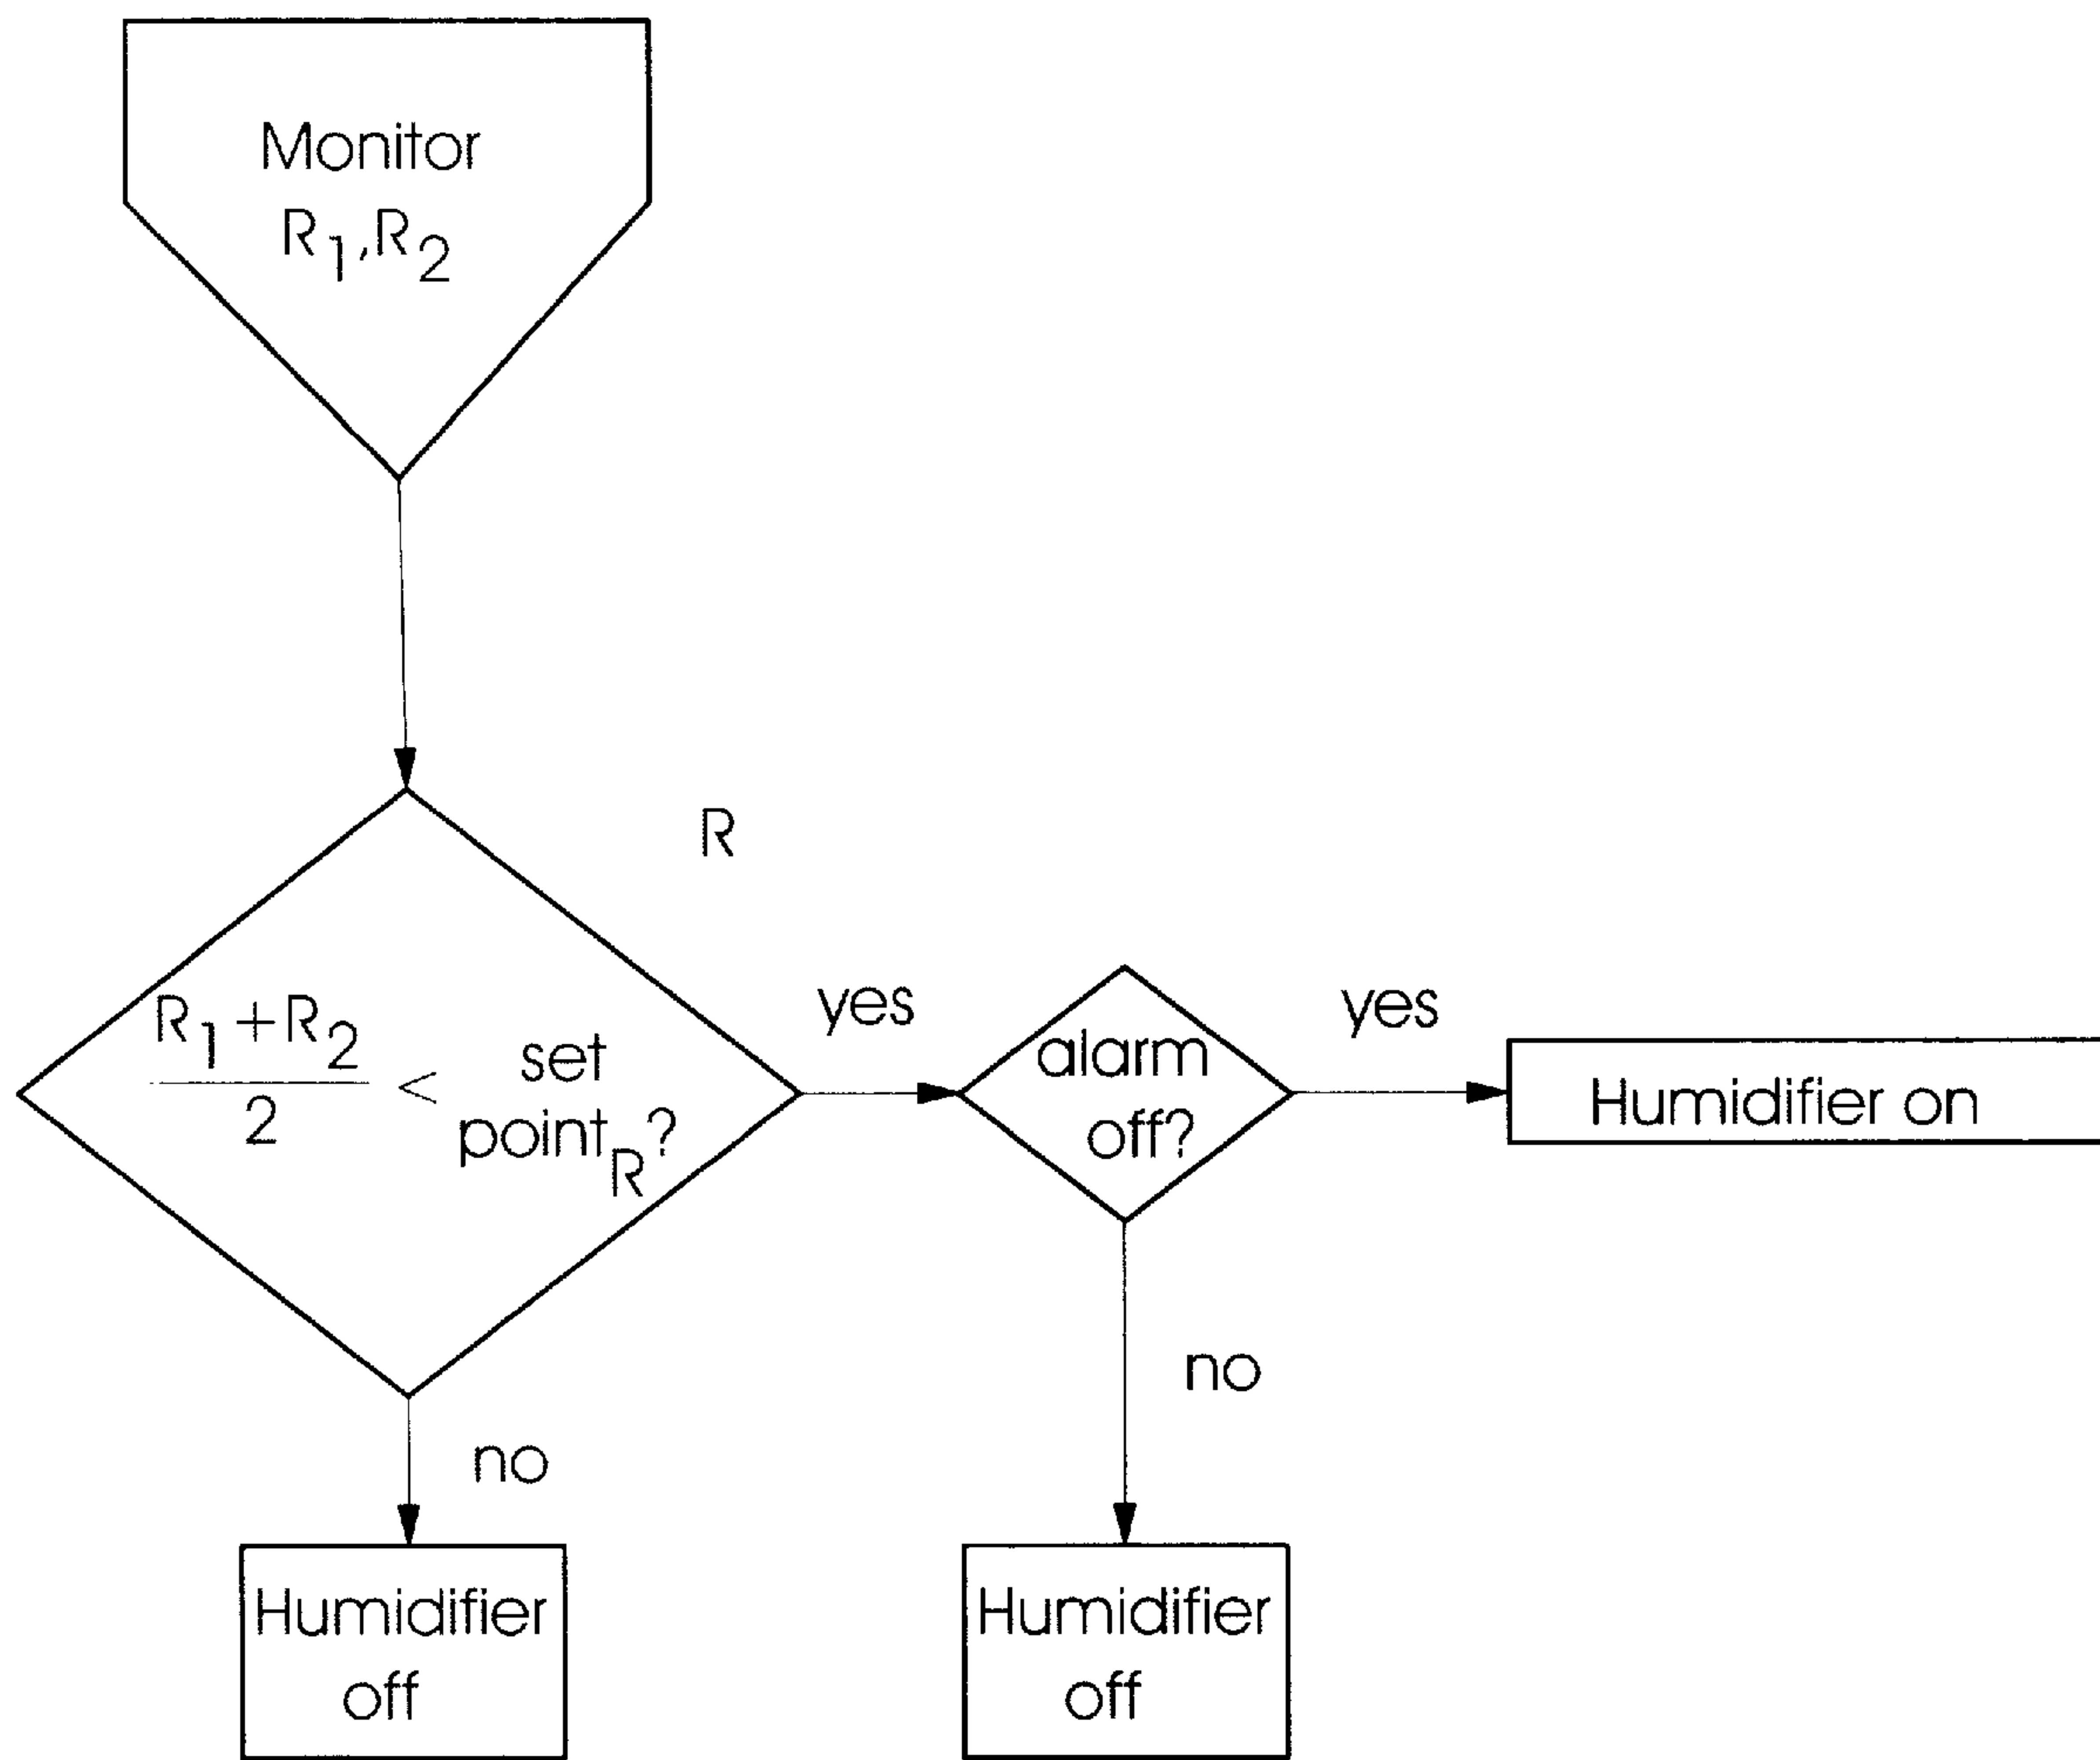 Monitor
R1,R2
R
R1+R2
2
<
set
point R?
yes
alarm
off?
yes
Humidifier on
no
no
Humidifier
off
Humidifier
off